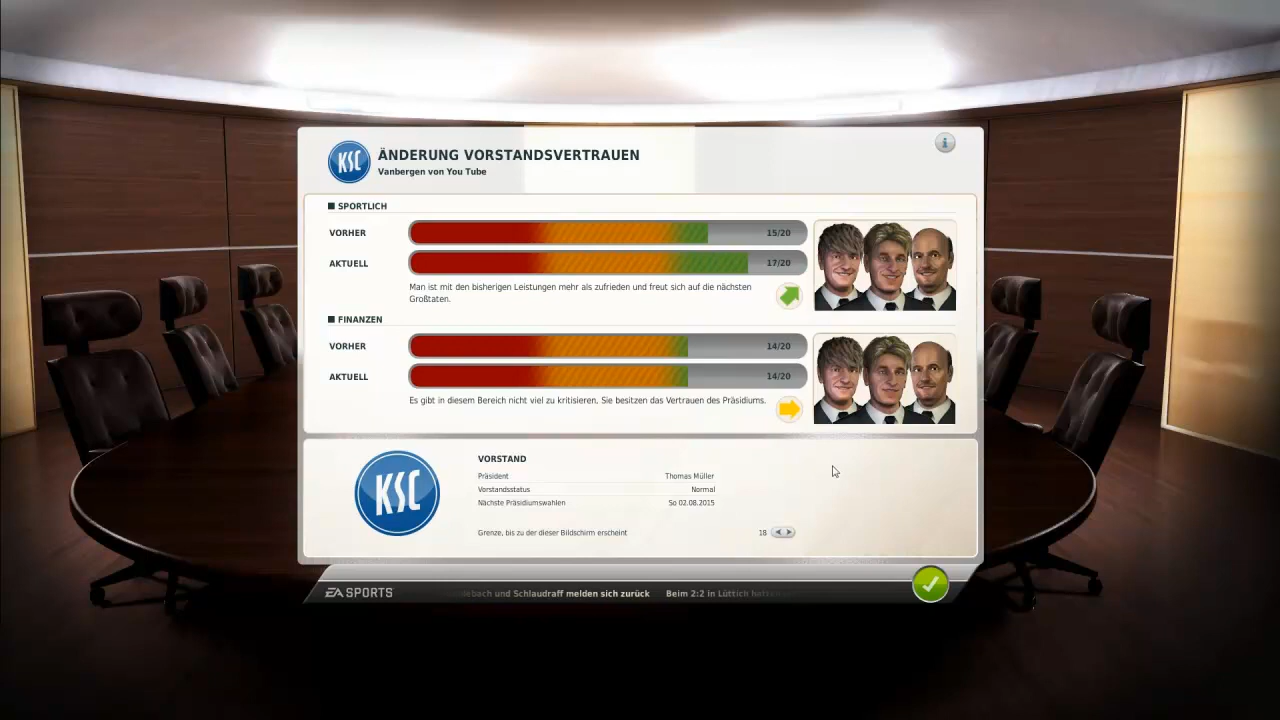 KSC
ÄNDERUNG VORSTANDSVERTRAUEN
Vanbergen von You Tube
SPORTLICH
VORHER
15/20
AKTUELL
17/20
Man ist mit den bisherigen Leistungen mehr als zufrieden und freut sich auf die nächsten
Großtaten.
FINANZEN
VORHER
14/20
AKTUELL
14/20
Es gibt in diesem Bereich nicht viel zu kritisieren. Sie besitzen das Vertrauen des Präsidiums.
KSC
VORSTAND
Präsident Thomas Müller
Vorstandsstatus Normal
Nächste Präsidiumswahlen So 02.08.2015
Grenze, bis zu der dieser Bildschirm erscheint 18
EA SPORTS
und Schlaudraff melden sich zurück Beim 2:2 in Lüttich